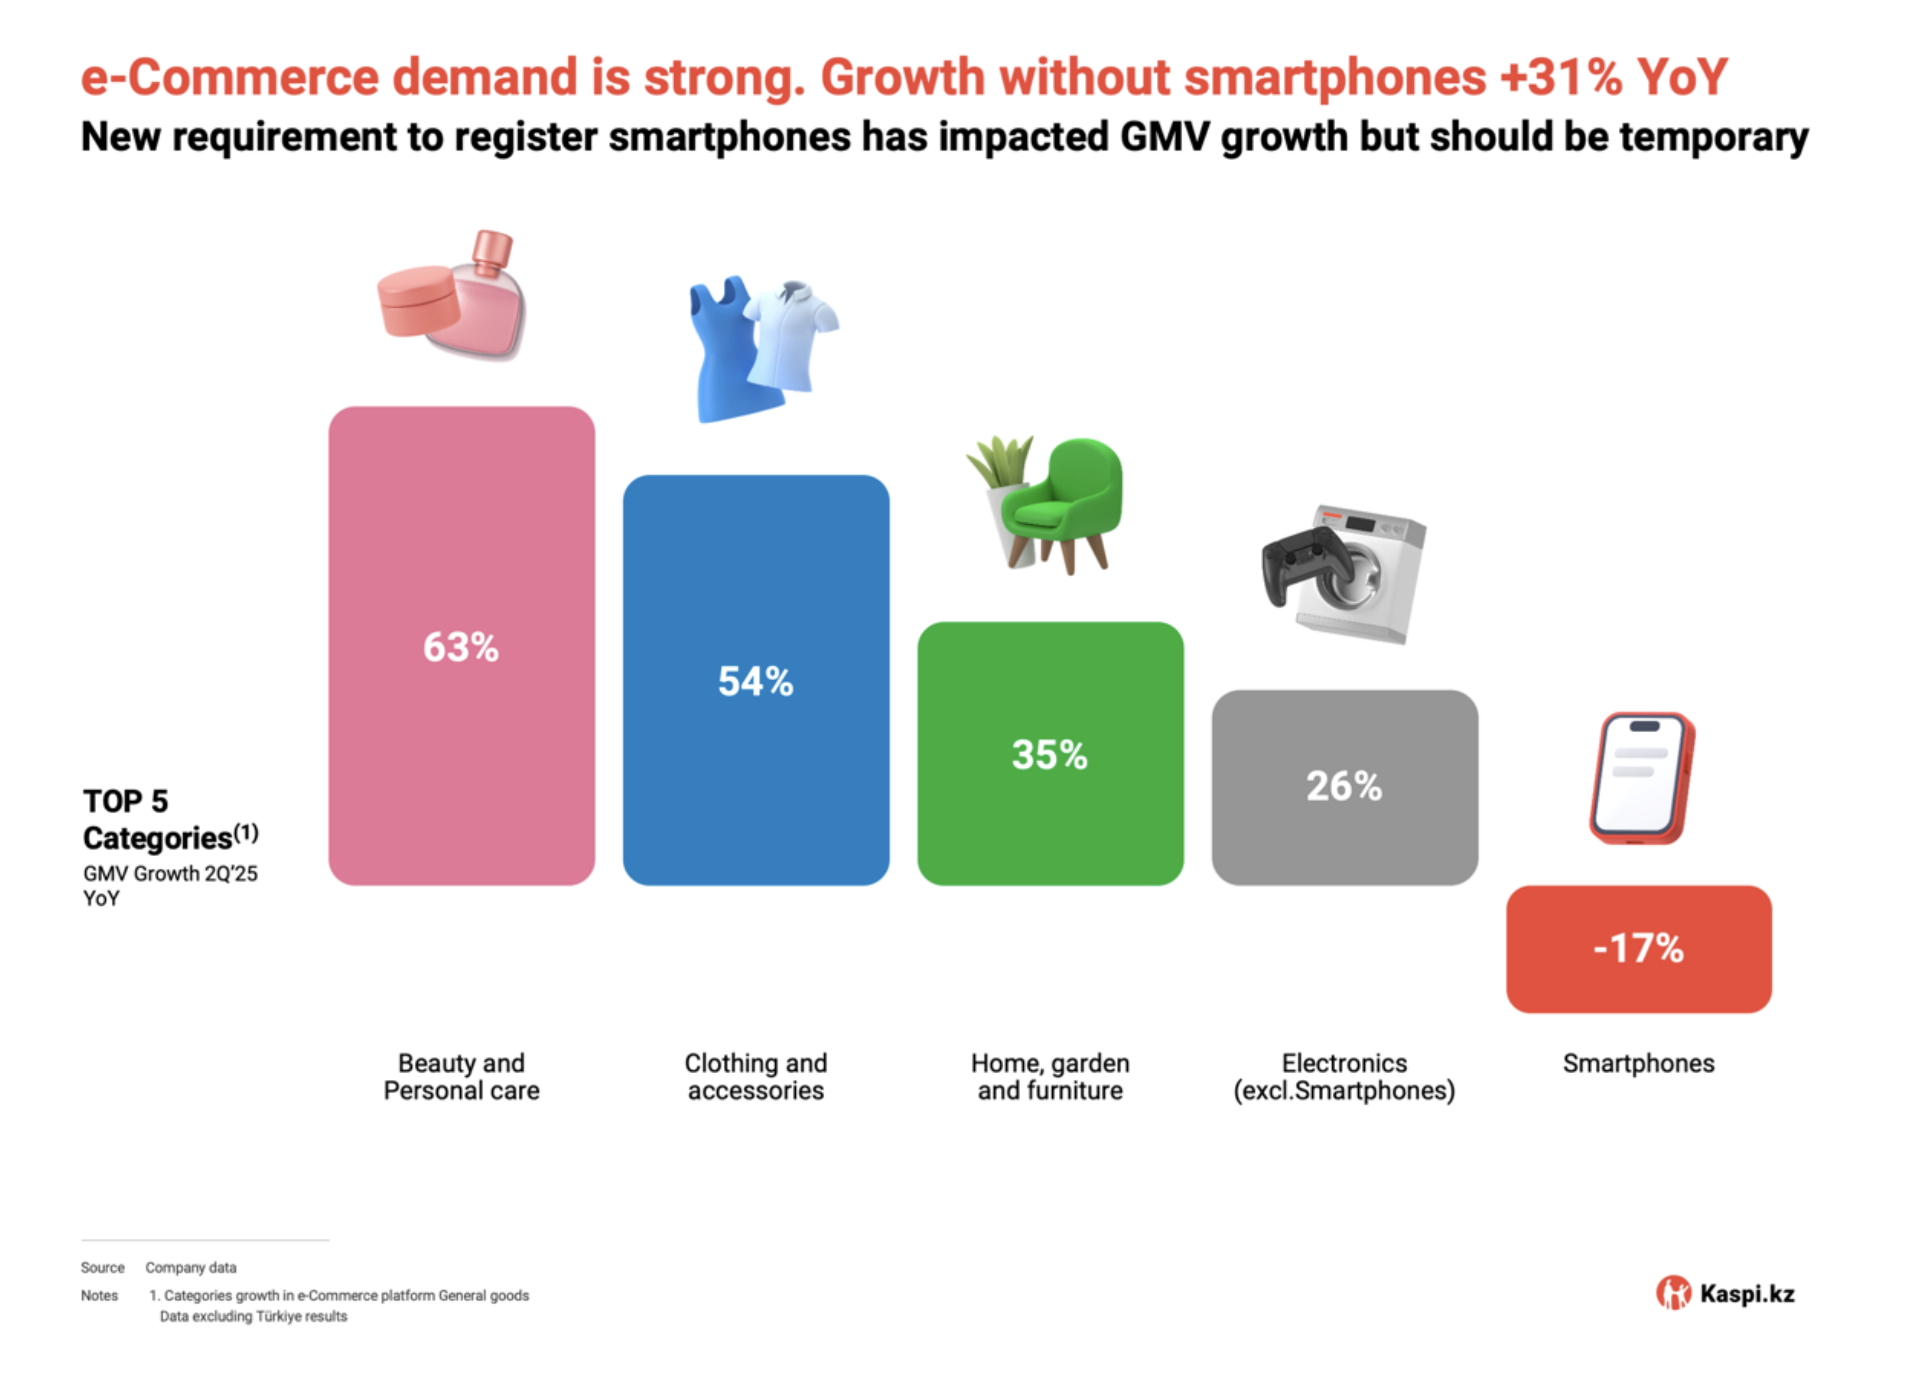 e-Commerce demand is strong. Growth without smartphones +31% YoY
New requirement to register smartphones has impacted GMV growth but should be temporary
63%
54%
35%
26%
-17%
TOP 5
Categories(1)
GMV Growth 2Q'25
YoY
Beauty and
Personal care
Clothing and
accessories
Home, garden
and furniture
Electronics
(excl.Smartphones)
Smartphones
Source Company data
Notes 1. Categories growth in e-Commerce platform General goods
Data excluding Türkiye results
Kaspi.kz